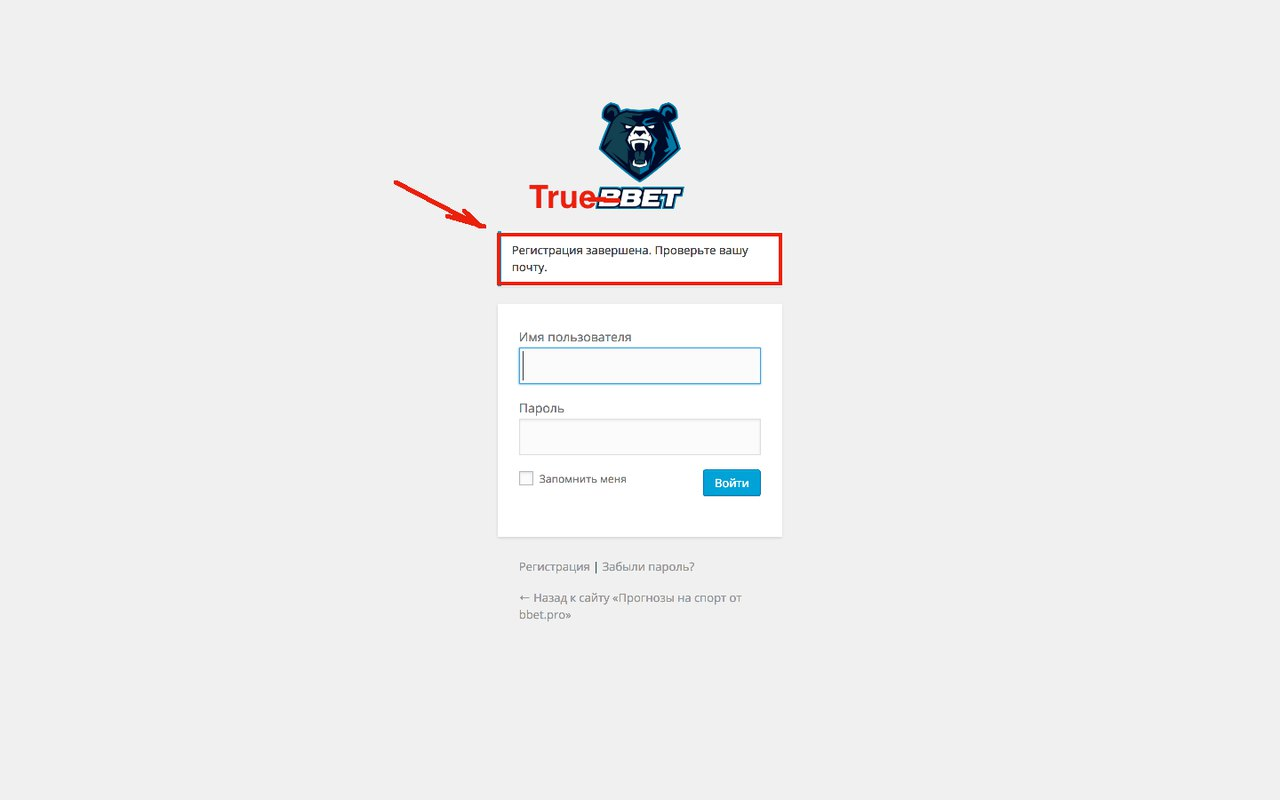 TrueBBET
Регистрация завершена. Проверьте вашу
почту.
Имя пользователя
Пароль
Запомнить меня
Войти
Регистрация | Забыли пароль?
← Назад к сайту «Прогнозы на спорт от
bbet.pro»